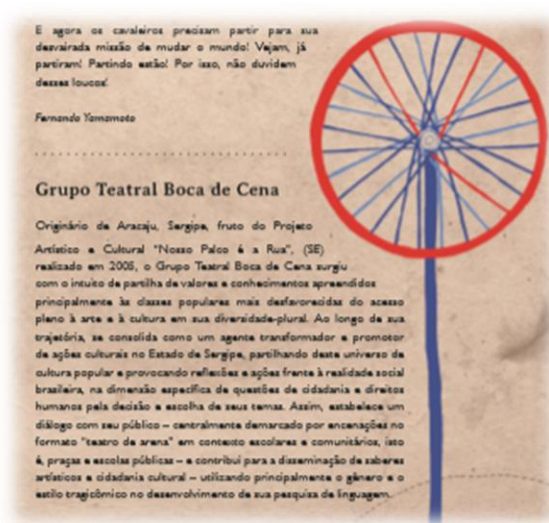 E agora os cavaleiros precisam partir para sua
desvairada missão de mudar o mundo! Vejam, já
partiram! Partindo estão! Por isso, não duvidem
desses loucos!
Fernando Yamamoto
Grupo Teatral Boca de Cena
Originário de Aracaju, Sergipe, fruto do Projeto
Artístico e Cultural "Nosso Palco é a Rua", (SE)
realizado em 2005, o Grupo Teatral Boca de Cena surgiu
com o intuito de partilha de valores e conhecimentos apreendidos
principalmente às classes populares mais desfavorecidas do acesso
pleno à arte e à cultura em sua diversidade-plural. Ao longo de sua
trajetória, se consolida como um agente transformador e promotor
de ações culturais no Estado de Sergipe, partilhando deste universo de
cultura popular e provocando reflexões e ações frente à realidade social
brasileira, na dimensão específica de questões de cidadania e direitos
humanos pela decisão e escolha de seus temas. Assim, estabelece um
diálogo com seu público – centralmente demarcado por encenações no
formato "teatro de arena" em contexto escolares e comunitários, isto
é, praças e escolas públicas – e contribui para a disseminação de saberes
artísticos e cidadania cultural – utilizando principalmente o gênero e o
estilo tragicômico no desenvolvimento de sua pesquisa de linguagem.